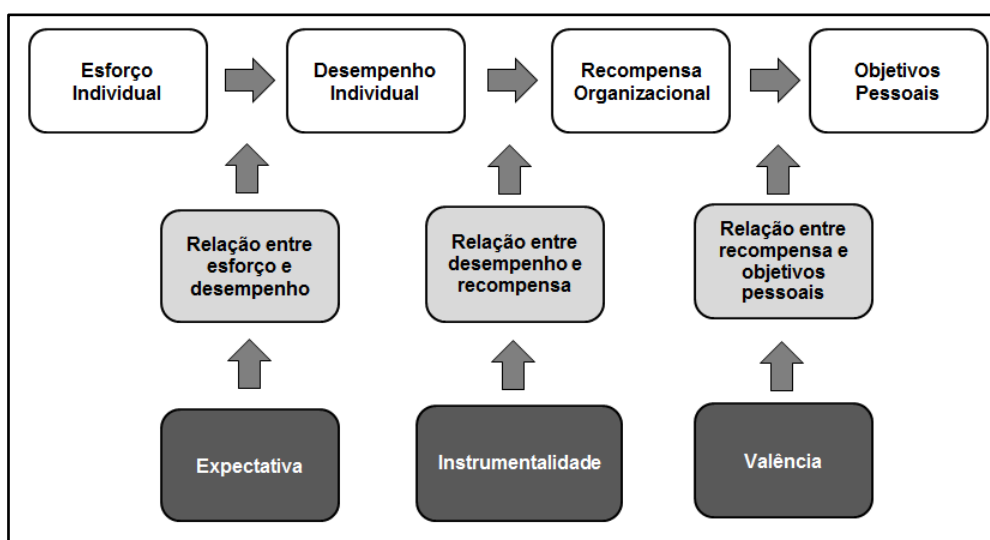 Esforço
Individual
Desempenho
Individual
Recompensa
Organizacional
Objetivos
Pessoais
Relação entre
esforço e
desempenho
Relação entre
desempenho e
recompensa
Relação entre
recompensa e
objetivos
pessoais
Expectativa
Instrumentalidade
Valência